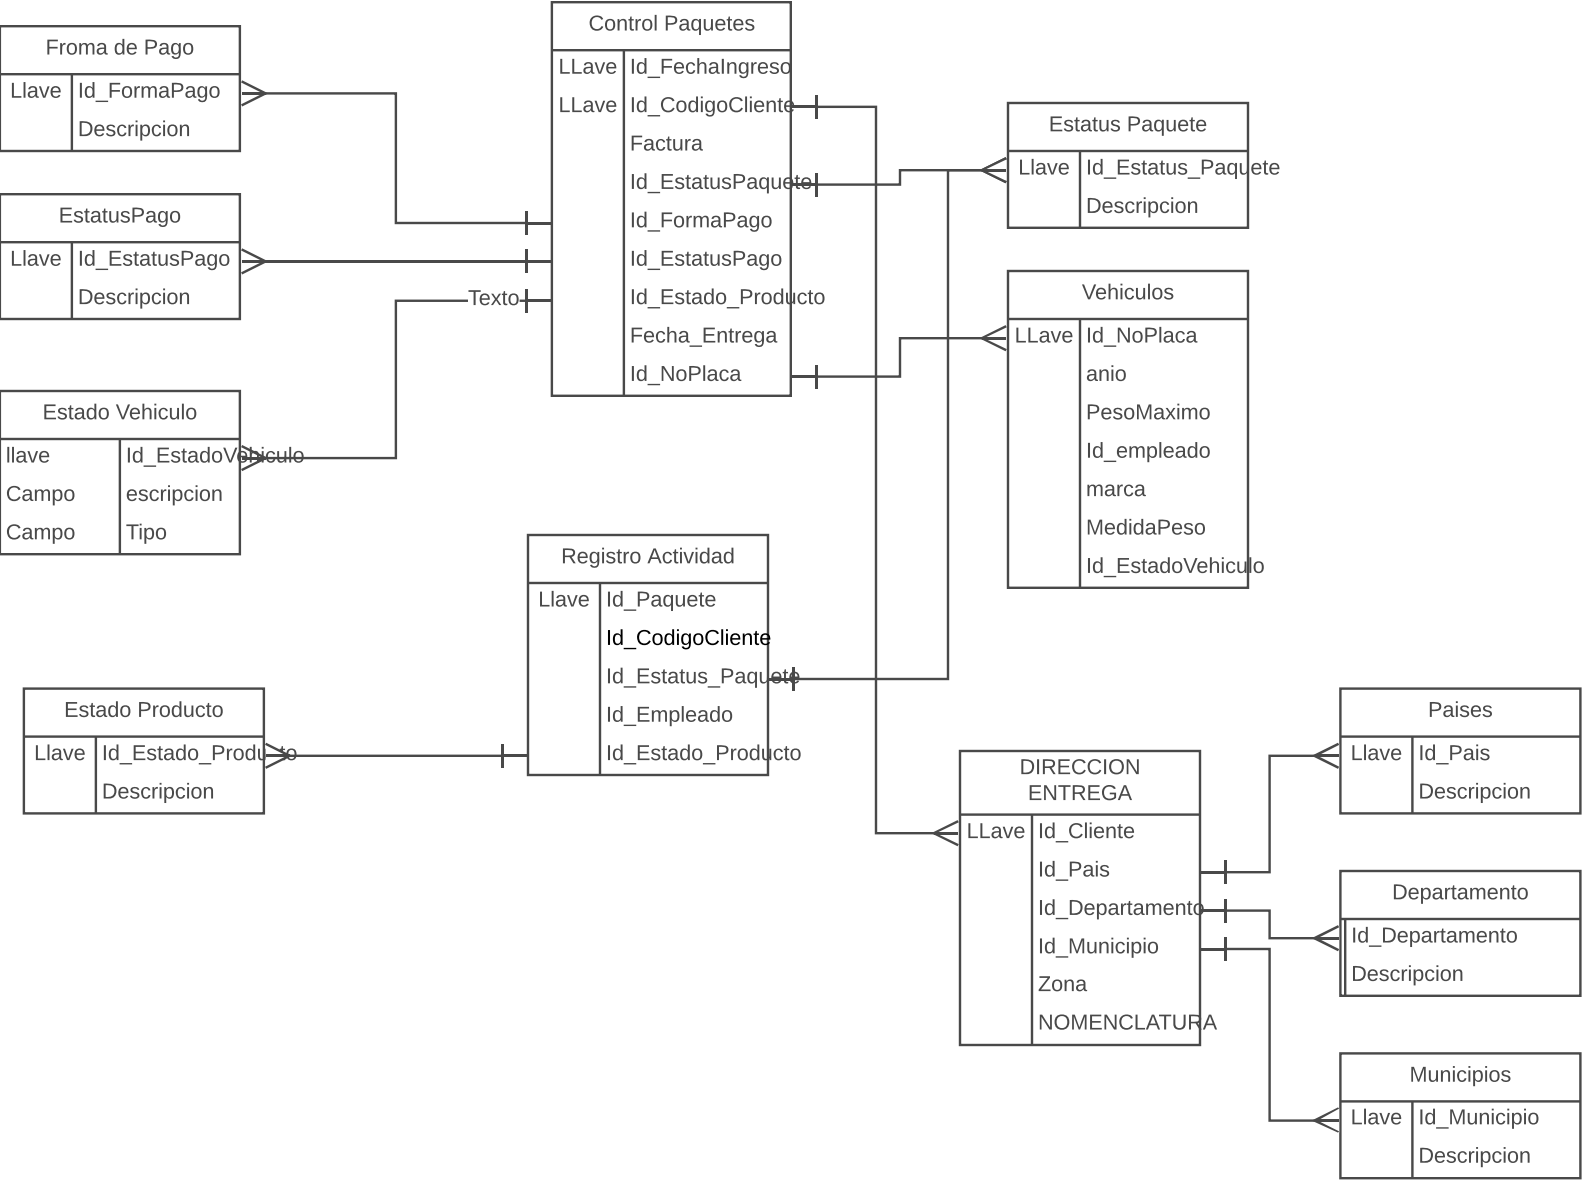 Froma de Pago
Llave Id_FormaPago
Descripcion
EstatusPago
Llave Id_EstatusPago
Descripcion
Estado Vehiculo
llave Id_EstadoVehiculo
Campo escripcion
Campo Tipo
Estado Producto
Llave Id_Estado_Producto
Descripcion
Control Paquetes
LLave Id_FechaIngreso
LLave Id_CodigoCliente
Factura
Id_EstatusPaquete
Id_FormaPago
Id_EstatusPago
Id_Estado_Producto
Fecha_Entrega
Id_NoPlaca
Texto
Registro Actividad
Llave Id_Paquete
Id_CodigoCliente
Id_Estatus_Paquete
Id_Empleado
Id_Estado_Producto
Estatus Paquete
Llave Id_Estatus_Paquete
Descripcion
Vehiculos
LLave Id_NoPlaca
anio
PesoMaximo
Id_empleado
marca
MedidaPeso
Id_EstadoVehiculo
DIRECCION
ENTREGA
LLave Id_Cliente
Id_Pais
Id_Departamento
Id_Municipio
Zona
NOMENCLATURA
Paises
Llave Id_Pais
Descripcion
Departamento
Id_Departamento
Descripcion
Municipios
Llave Id_Municipio
Descripcion